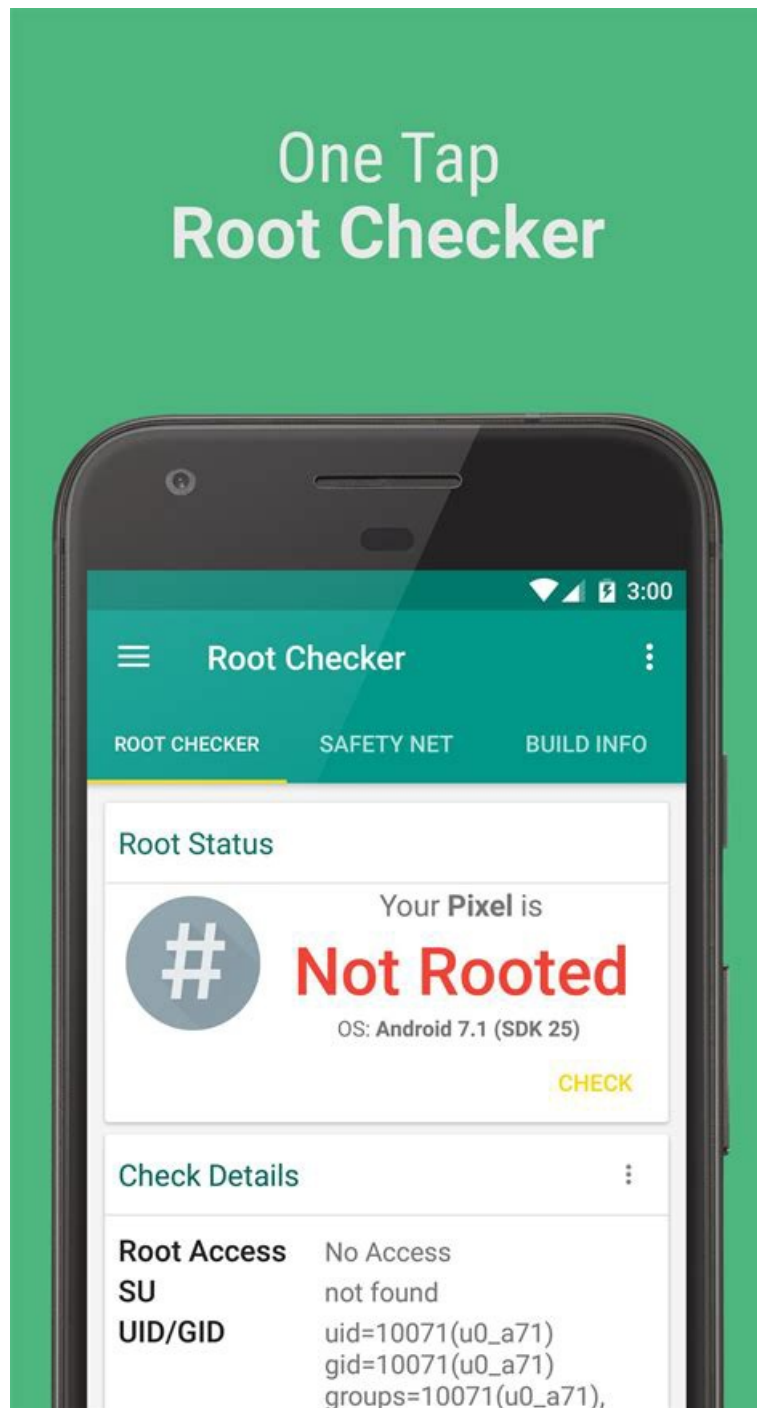 One Tap
Root Checker
3:00
Root Checker
ROOT CHECKER SAFETY NET BUILD INFO
Root Status
#
Your Pixel is
Not Rooted
OS: Android 7.1 (SDK 25)
CHECK
Check Details
Root Access No Access
SU not found
UID/GID uid=10071(u0_a71)
gid=10071(u0_a71)
groups=10071(u0_a71),